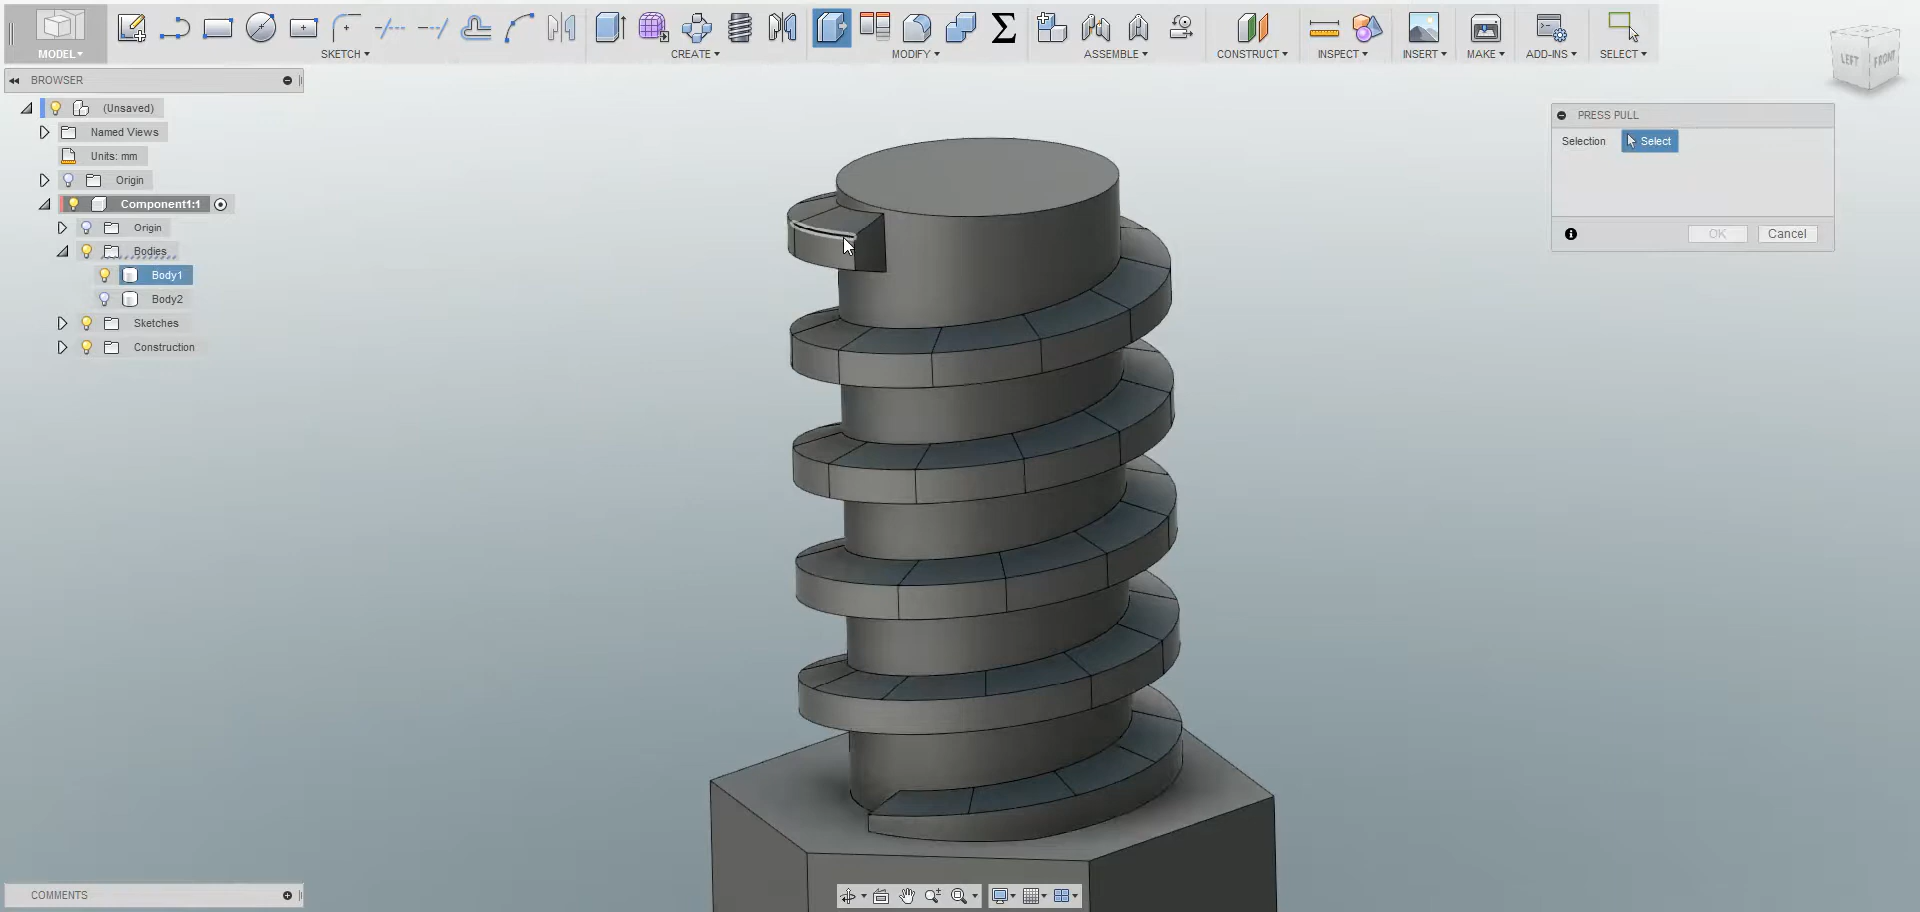 MODEL
SKETCH
CREATE
MODIFY
ASSEMBLE
CONSTRUCT
INSPECT
INSERT
MAKE
ADD-INS
SELECT
LEFT
FRONT
BROWSER
(Unsaved)
Named Views
Units: mm
Origin
Component1:1
Origin
Bodies
Body1
Body2
Sketches
Construction
PRESS PULL
Selection
Select
OK
Cancel
COMMENTS